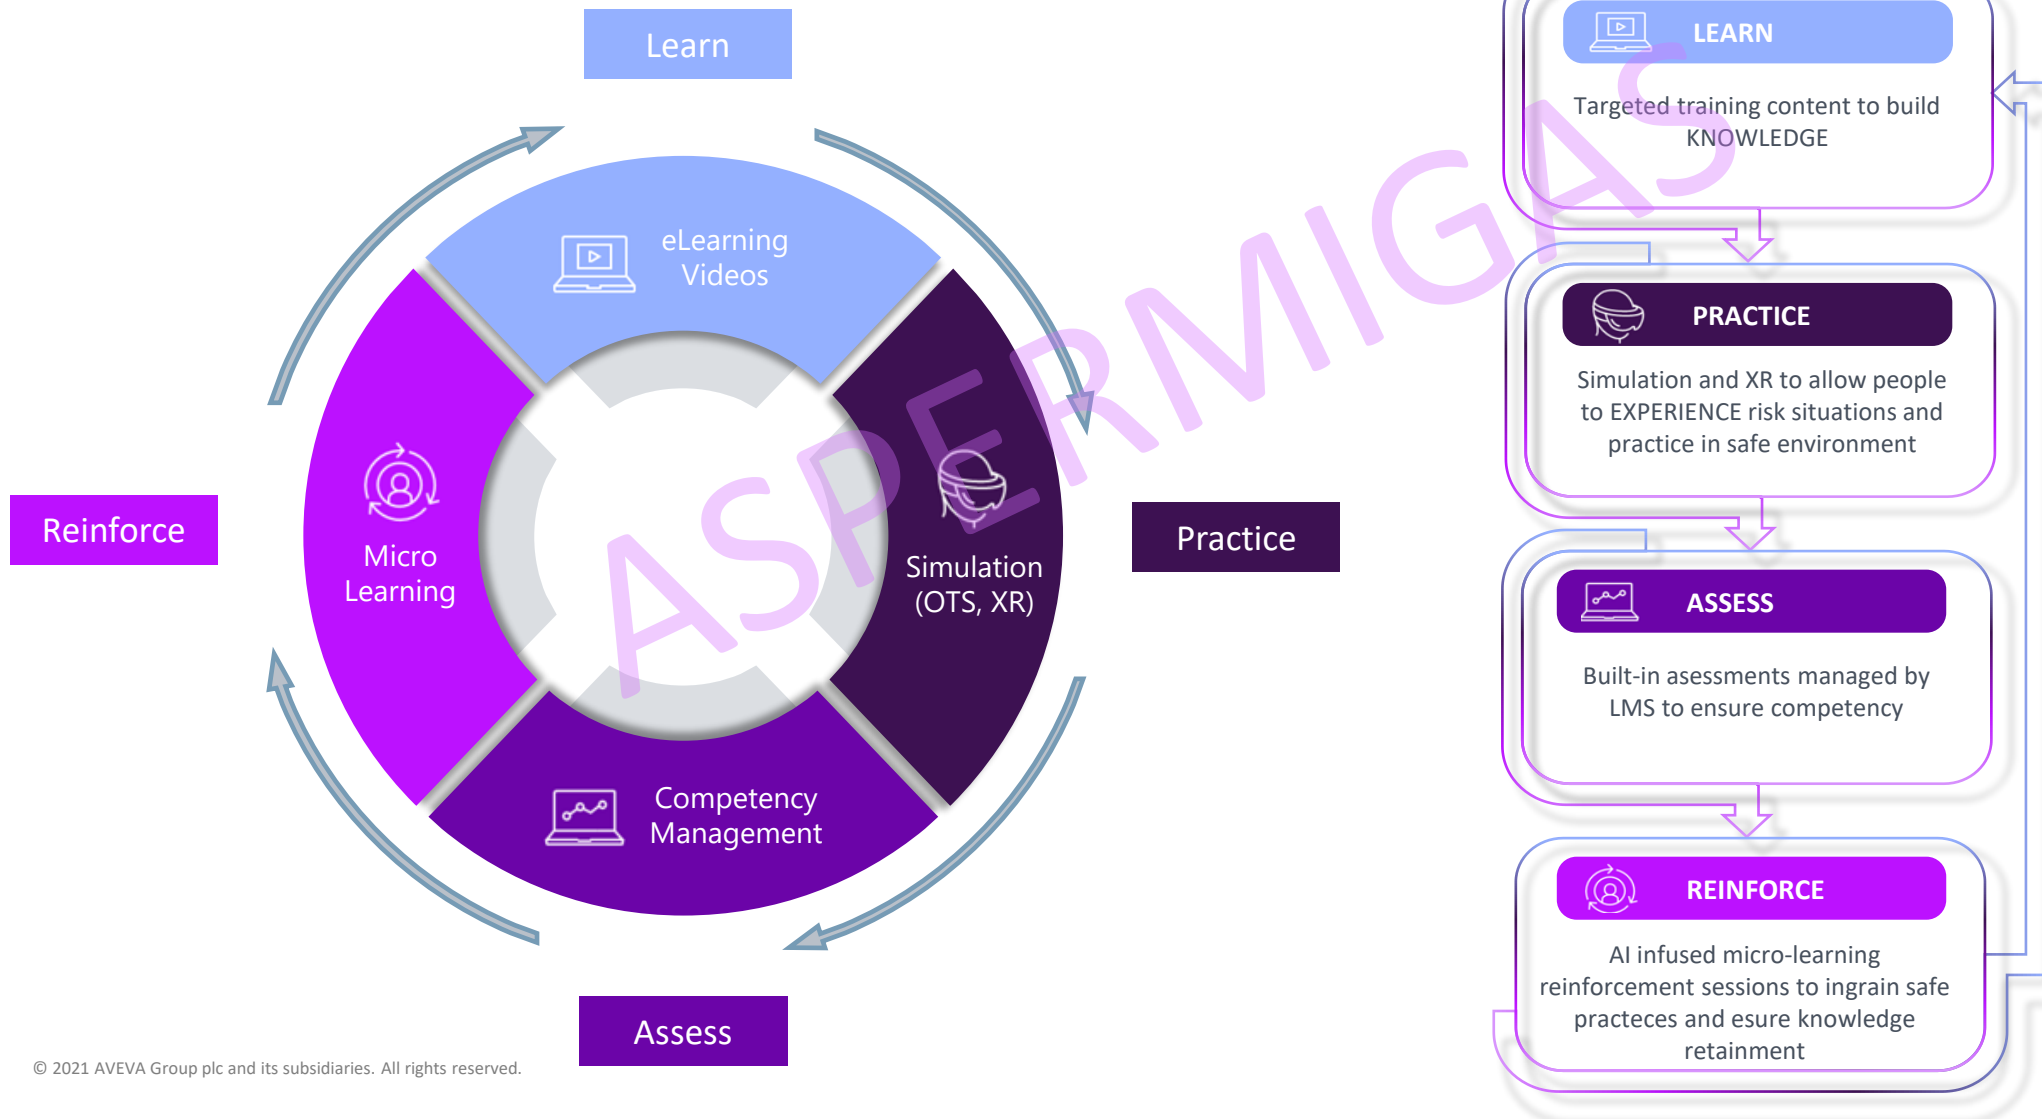 Learn
eLearning
Videos
Reinforce
Micro
Learning
Simulation
(OTS, XR)
Practice
Competency
Management
Assess
© 2021 AVEVA Group plc and its subsidiaries. All rights reserved.
ASPERMIGAS
LEARN
Targeted training content to build
KNOWLEDGE
PRACTICE
Simulation and XR to allow people
to EXPERIENCE risk situations and
practice in safe environment
ASSESS
Built-in asessments managed by
LMS to ensure competency
REINFORCE
AI infused micro-learning
reinforcement sessions to ingrain safe
practeces and esure knowledge
retainment